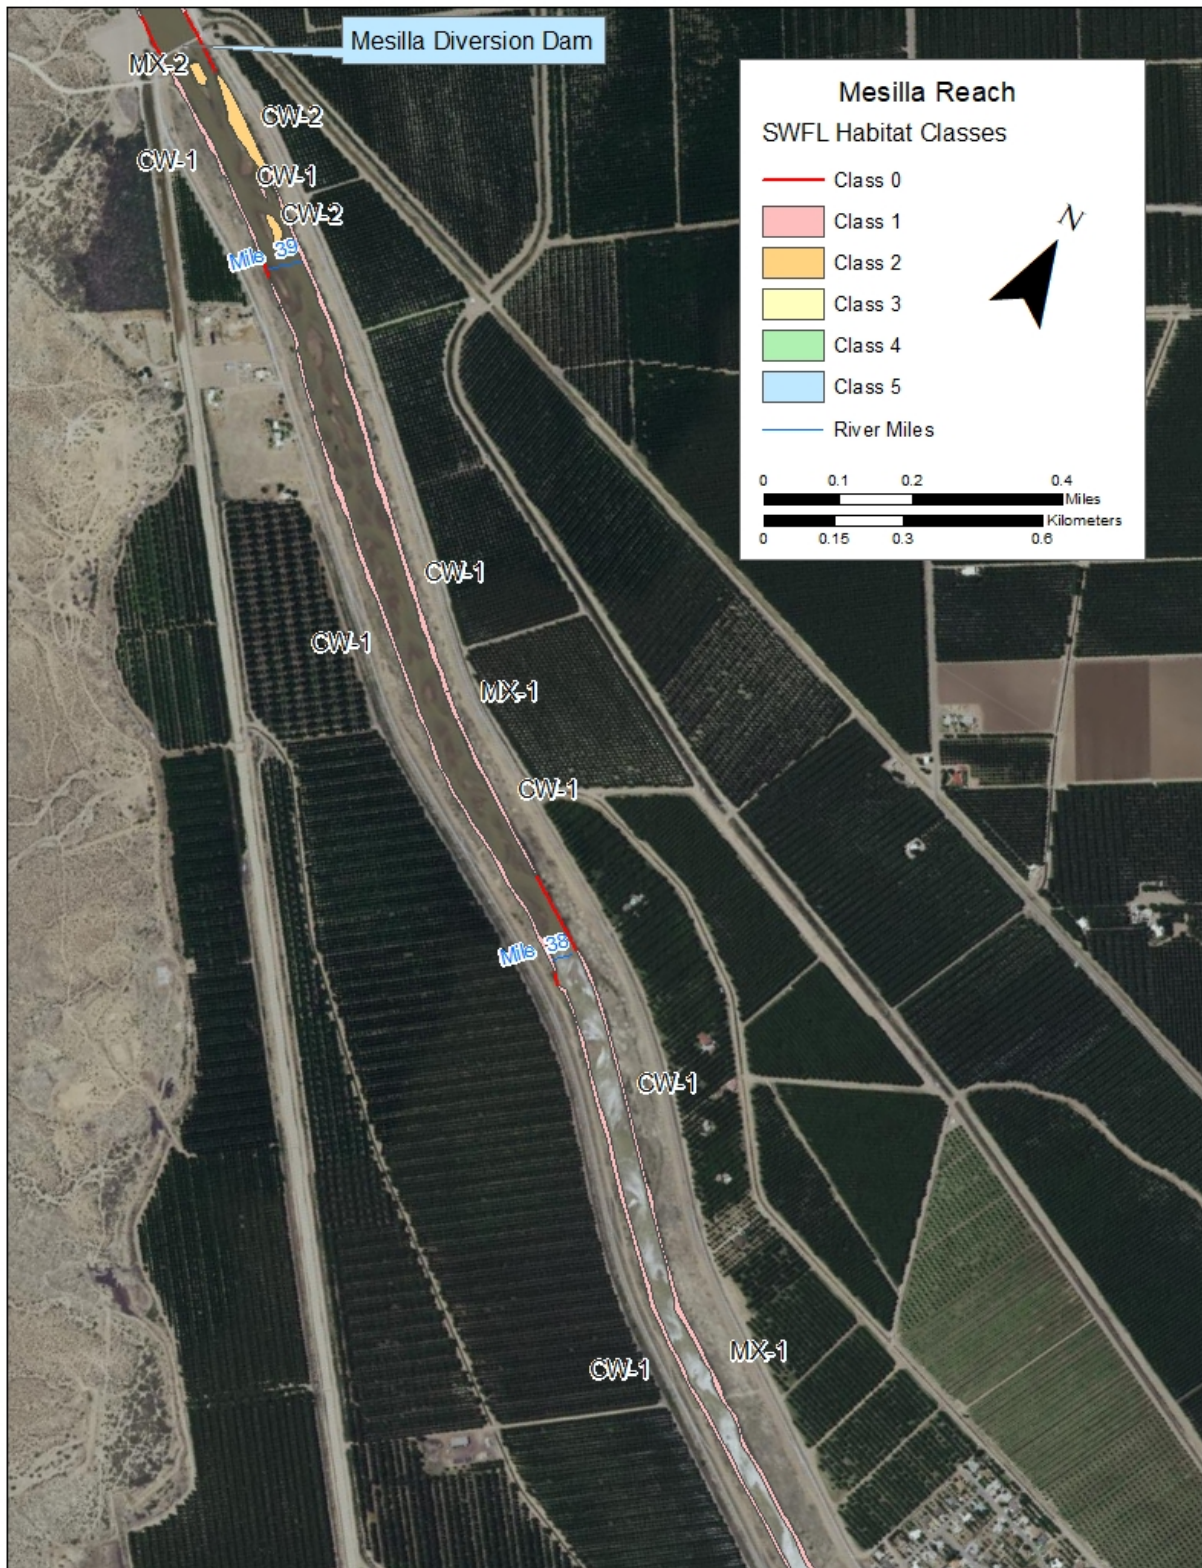 Mesilla Diversion Dam
MX-2
CW-2
CW-1
CW-1
CW-2
Mile 39
CW-1
CW-1
MX-1
CW-1
Mile 38
CW-1
MX-1
CW-1
Mesilla Reach
SWFL Habitat Classes
Class 0
Class 1
Class 2
Class 3
Class 4
Class 5
River Miles
N
0 0.1 0.2 0.4
Miles
Kilometers
0 0.15 0.3 0.6